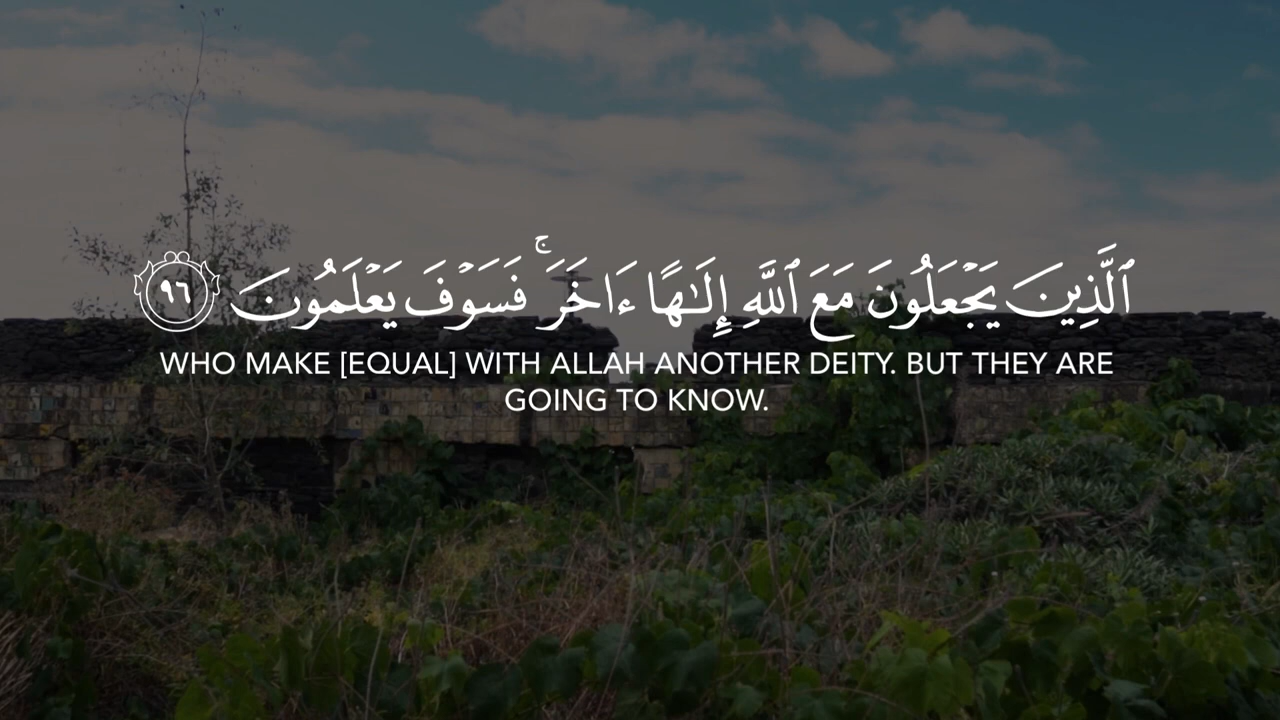 ٱلَّذِينَ يَجْعَلُونَ مَعَ ٱللَّهِ إِلَـٰهًا ءَاخَرَ ۚ فَسَوْفَ يَعْلَمُونَ ٩٦
WHO MAKE [EQUAL] WITH ALLAH ANOTHER DEITY. BUT THEY ARE
GOING TO KNOW.